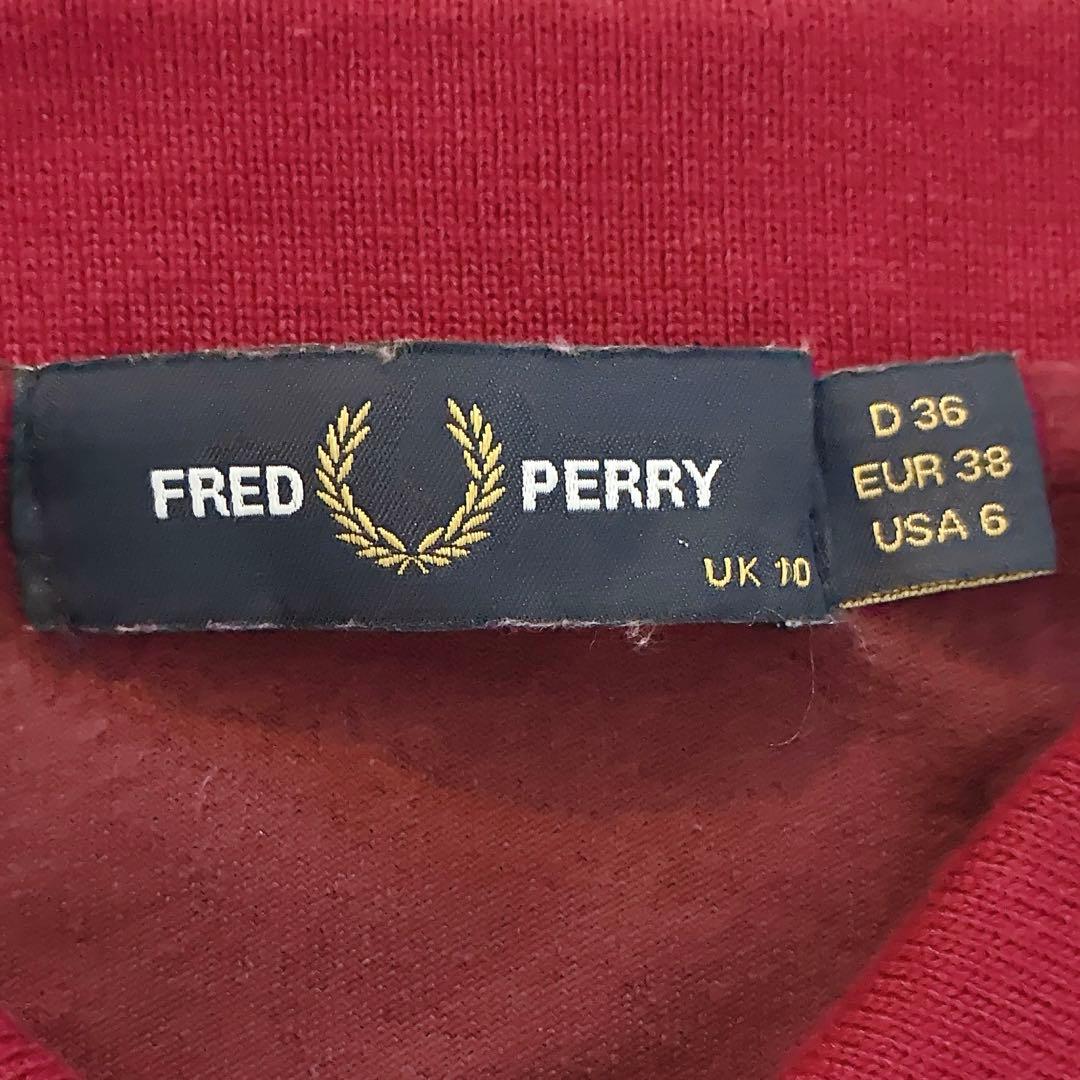 FRED PERRY
UK 10
D 36
EUR 38
USA 6